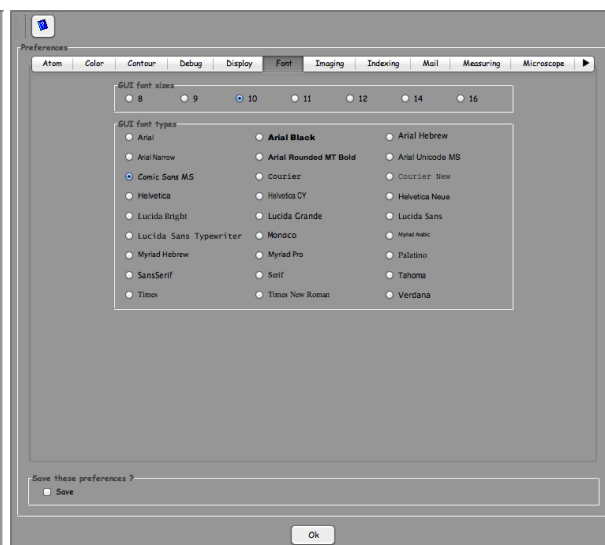 Preferences
Atom Color Contour Debug Display Font Imaging Indexing Mail Measuring Microscope
GUI font sizes
8 9 10 11 12 14 16
GUI font types
Arial Arial Black Arial Hebrew
Arial Narrow Arial Rounded MT Bold Arial Unicode MS
Comic Sans MS Courier Courier New
Helvetica Helvetica CY Helvetica Neue
Lucida Bright Lucida Grande Lucida Sans
Lucida Sans Typewriter Monaco Myriad Arabic
Myriad Hebrew Myriad Pro Palatino
SansSerif Serif Tahoma
Times Times New Roman Verdana
Save these preferences ?
Save
Ok